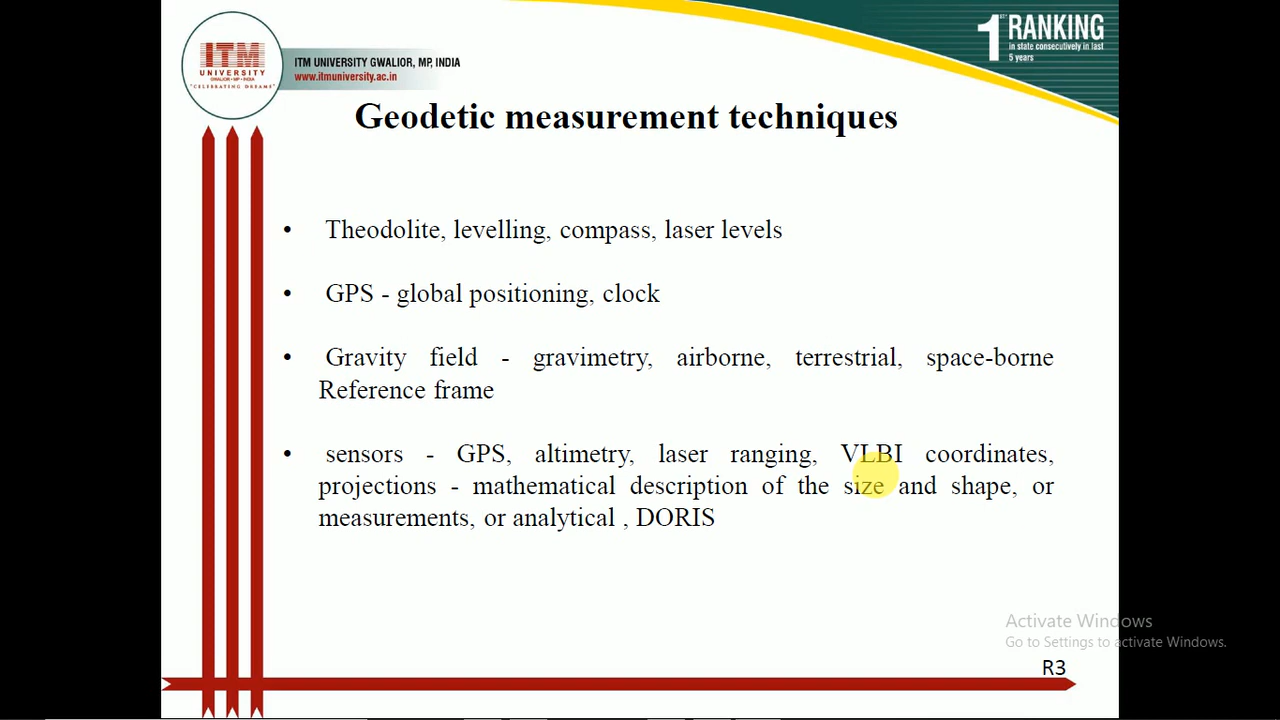 ITM
UNIVERSITY
GWALIOR • MP • INDIA
"CELEBRATING DREAMS"
ITM UNIVERSITY GWALIOR, MP, INDIA
www.itmuniversity.ac.in
1ST RANKING
in state consecutively in last
5 years
Geodetic measurement techniques
• Theodolite, levelling, compass, laser levels
• GPS - global positioning, clock
• Gravity field - gravimetry, airborne, terrestrial, space-borne
Reference frame
• sensors - GPS, altimetry, laser ranging, VLBI coordinates,
projections - mathematical description of the size and shape, or
measurements, or analytical , DORIS
Activate Windows
Go to Settings to activate Windows.
R3